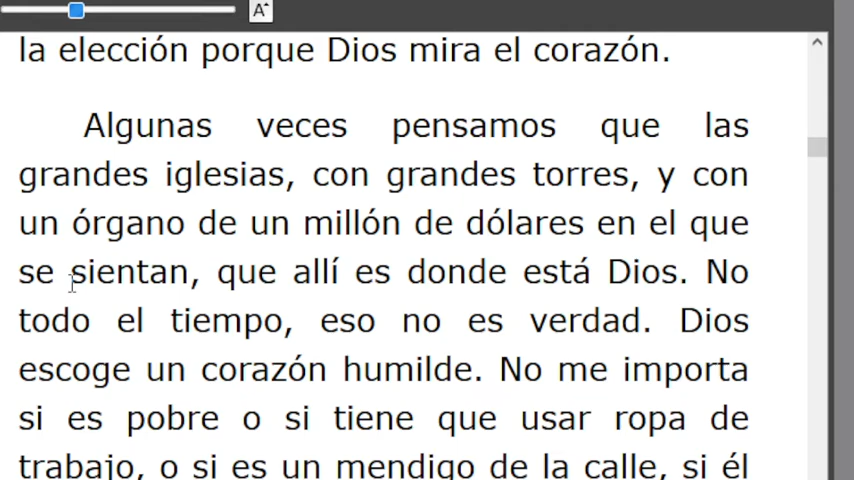 A
la elección porque Dios mira el corazón.
Algunas veces pensamos que las
grandes iglesias, con grandes torres, y con
un órgano de un millón de dólares en el que
se sientan, que allí es donde está Dios. No
todo el tiempo, eso no es verdad. Dios
escoge un corazón humilde. No me importa
si es pobre o si tiene que usar ropa de
trabajo, o si es un mendigo de la calle, si él